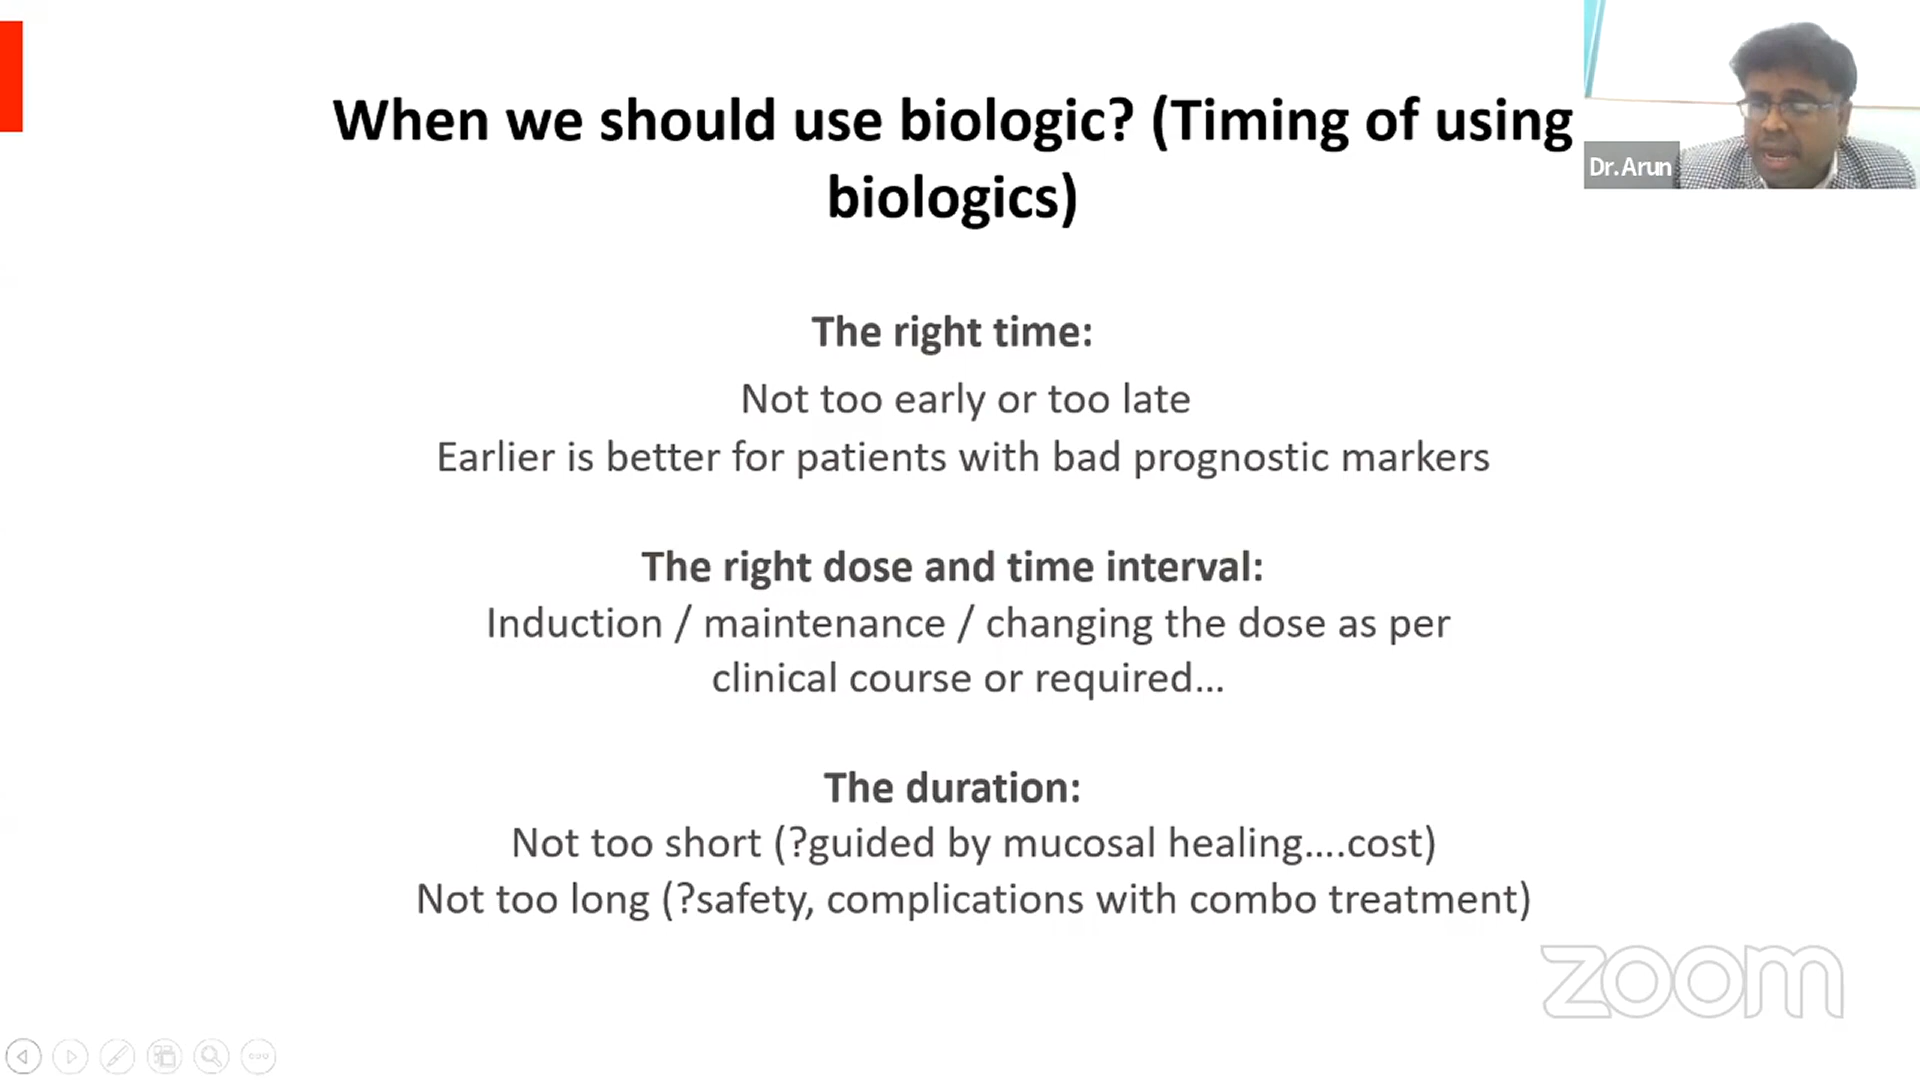 When we should use biologic? (Timing of using
biologics)
Dr. Arun
The right time:
Not too early or too late
Earlier is better for patients with bad prognostic markers
The right dose and time interval:
Induction / maintenance / changing the dose as per
clinical course or required...
The duration:
Not too short (?guided by mucosal healing....cost)
Not too long (?safety, complications with combo treatment)
zoom